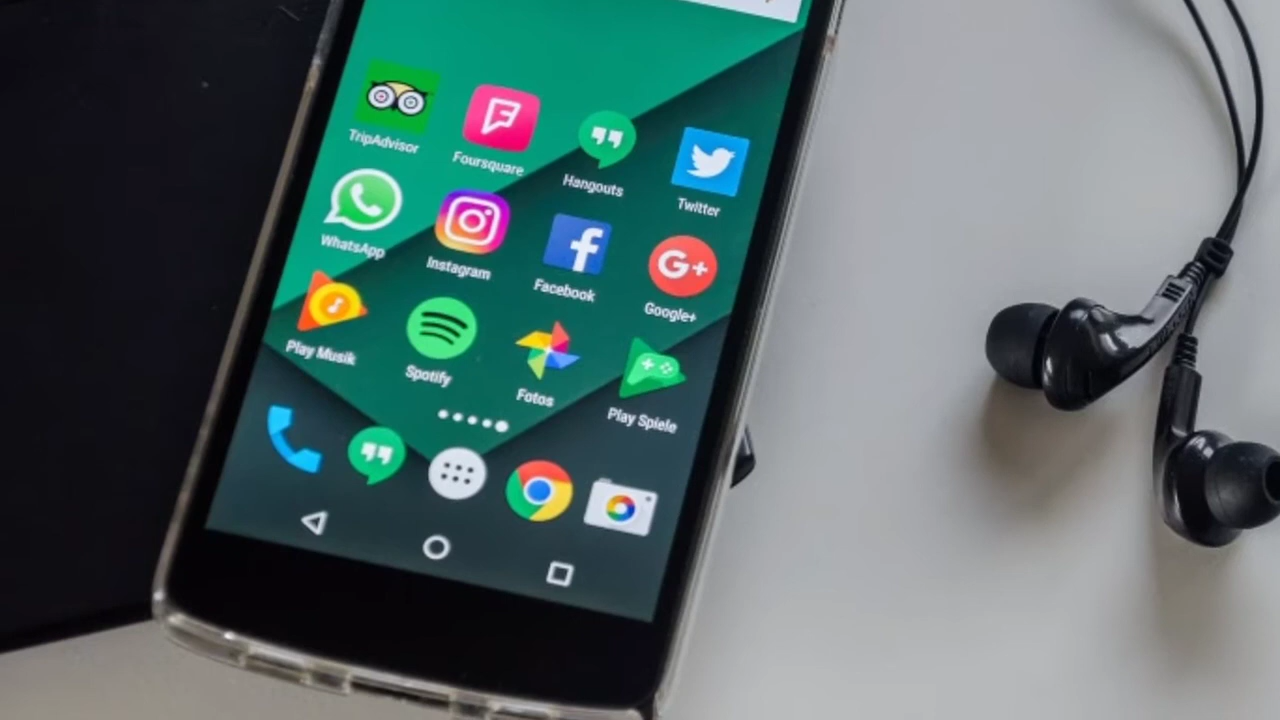 TripAdvisor
Foursquare
Hangouts
Twitter
WhatsApp
Instagram
Facebook
G+
Google+
Play Musik
Spotify
Fotos
Play Spiele